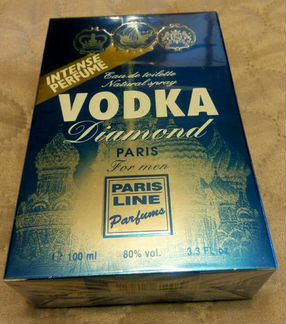 INTENSE
PERFUME
Eau de toilette
Natural spray
VODKA
Diamond
PARIS
For men
PARIS
LINE
Parfums
100 ml 80% vol. 3.3 Fl. oz.